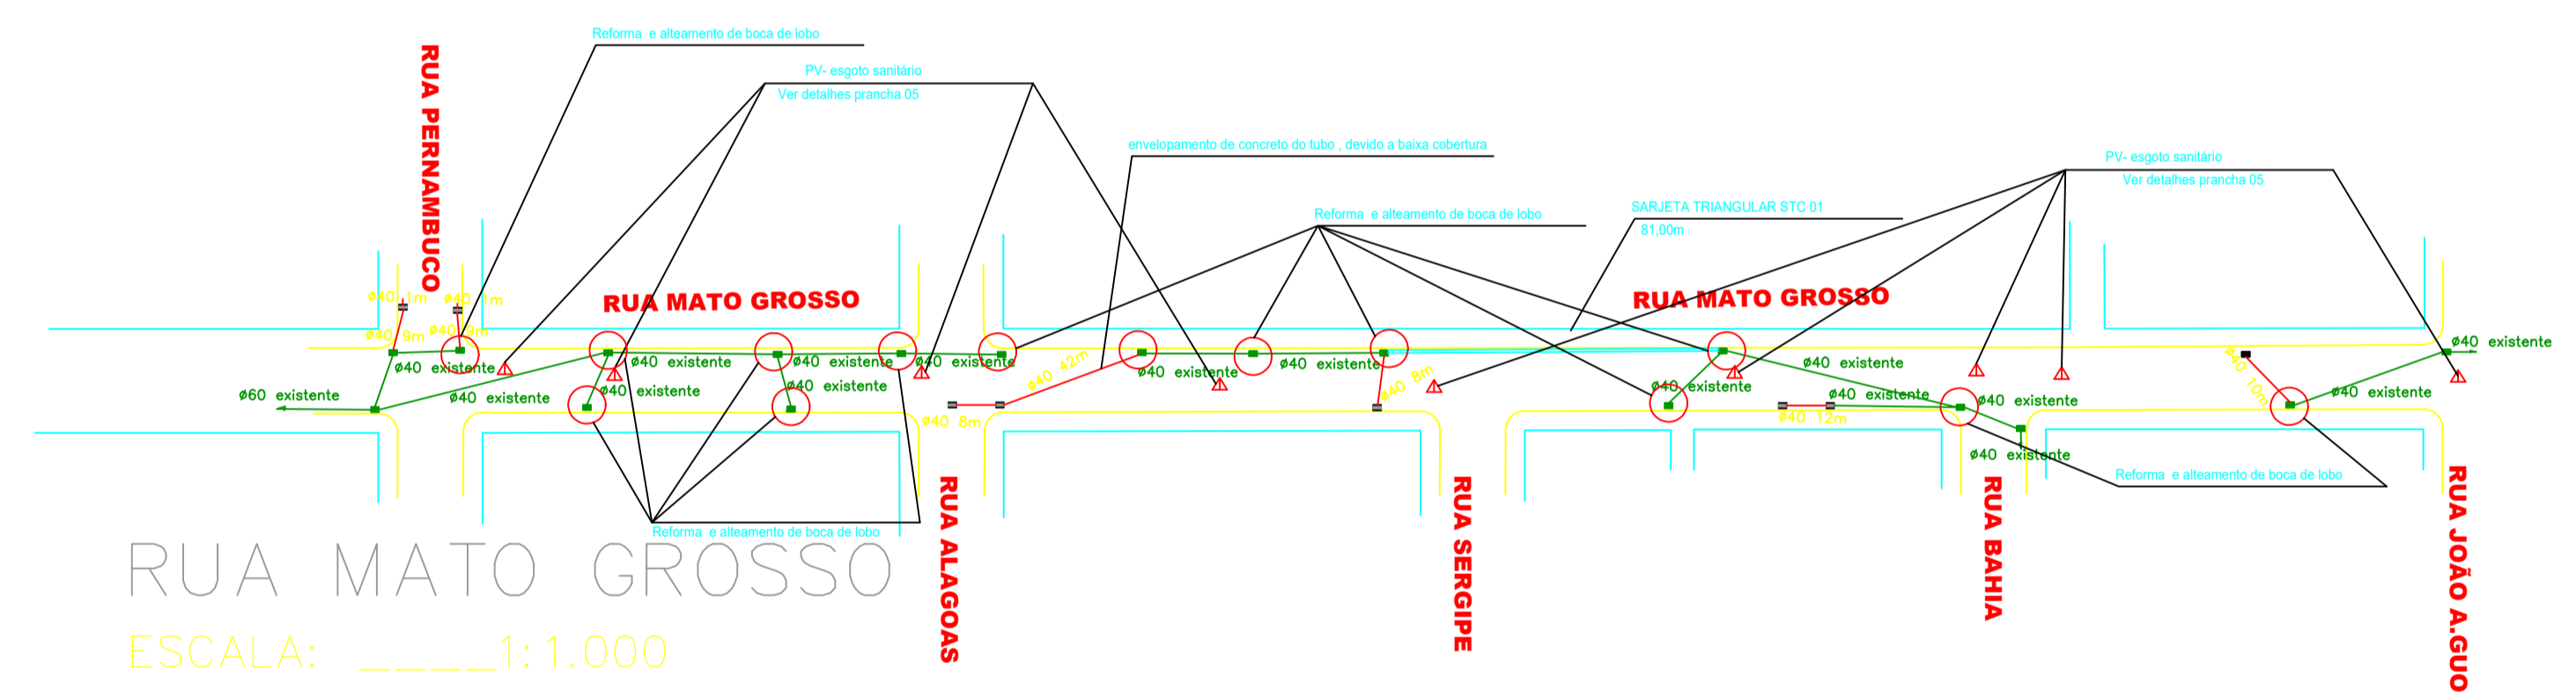 Reforma e alteamento de boca de lobo
RUA PERNAMBUCO
PV- esgoto sanitário
Ver detalhes prancha 05
envelopamento de concreto do tubo , devido a baixa cobertura
PV- esgoto sanitário
Ver detalhes prancha 05
Reforma e alteamento de boca de lobo
SARJETA TRIANGULAR STC 01
81,00m
RUA MATO GROSSO
RUA MATO GROSSO
ø40 1m
ø40 1m
ø40 9m
ø40 9m
ø40 existente
ø40 existente
ø40 existente
ø40 existente
ø40 existente
ø40 42m
ø40 existente
ø40 existente
ø40 8m
ø40 existente
ø40 existente
ø40 10m
ø40 existente
ø40 existente
ø60 existente
ø40 existente
ø40 existente
ø40 existente
ø40 existente
ø40 existente
ø40 8m
ø40 12m
ø40 existente
Reforma e alteamento de boca de lobo
Reforma e alteamento de boca de lobo
RUA ALAGOAS
RUA SERGIPE
RUA BAHIA
RUA JOÃO A.GUO
RUA MATO GROSSO
ESCALA: ____1:1.000